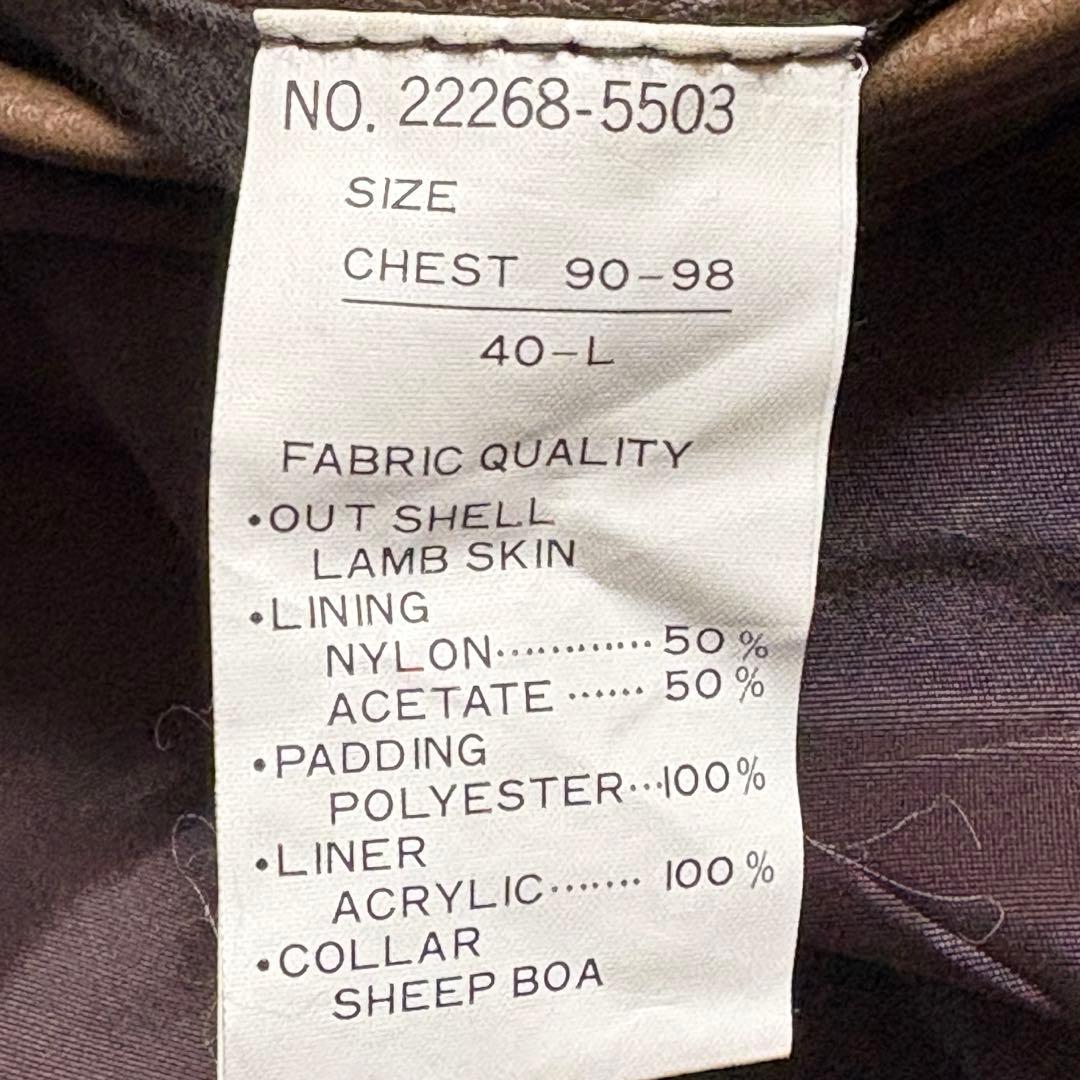 NO. 22268-5503
SIZE
CHEST 90-98
40-L
FABRIC QUALITY
•OUT SHELL
LAMB SKIN
•LINING
NYLON············50%
ACETATE ······ 50%
•PADDING
POLYESTER···100%
•LINER
ACRYLIC······· 100%
•COLLAR
SHEEP BOA